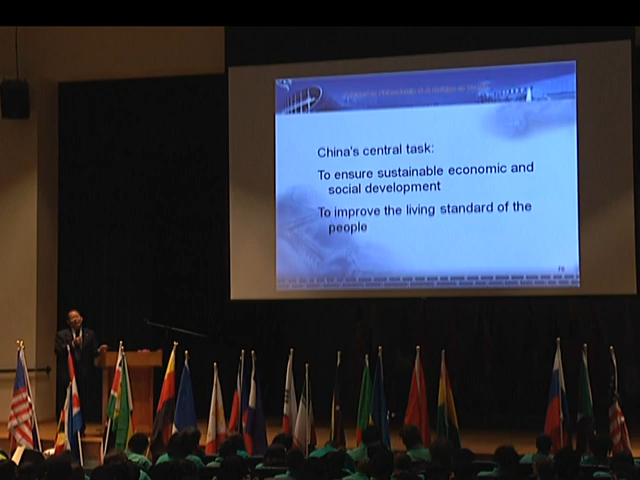 China's central task:
To ensure sustainable economic and
social development
To improve the living standard of the
people